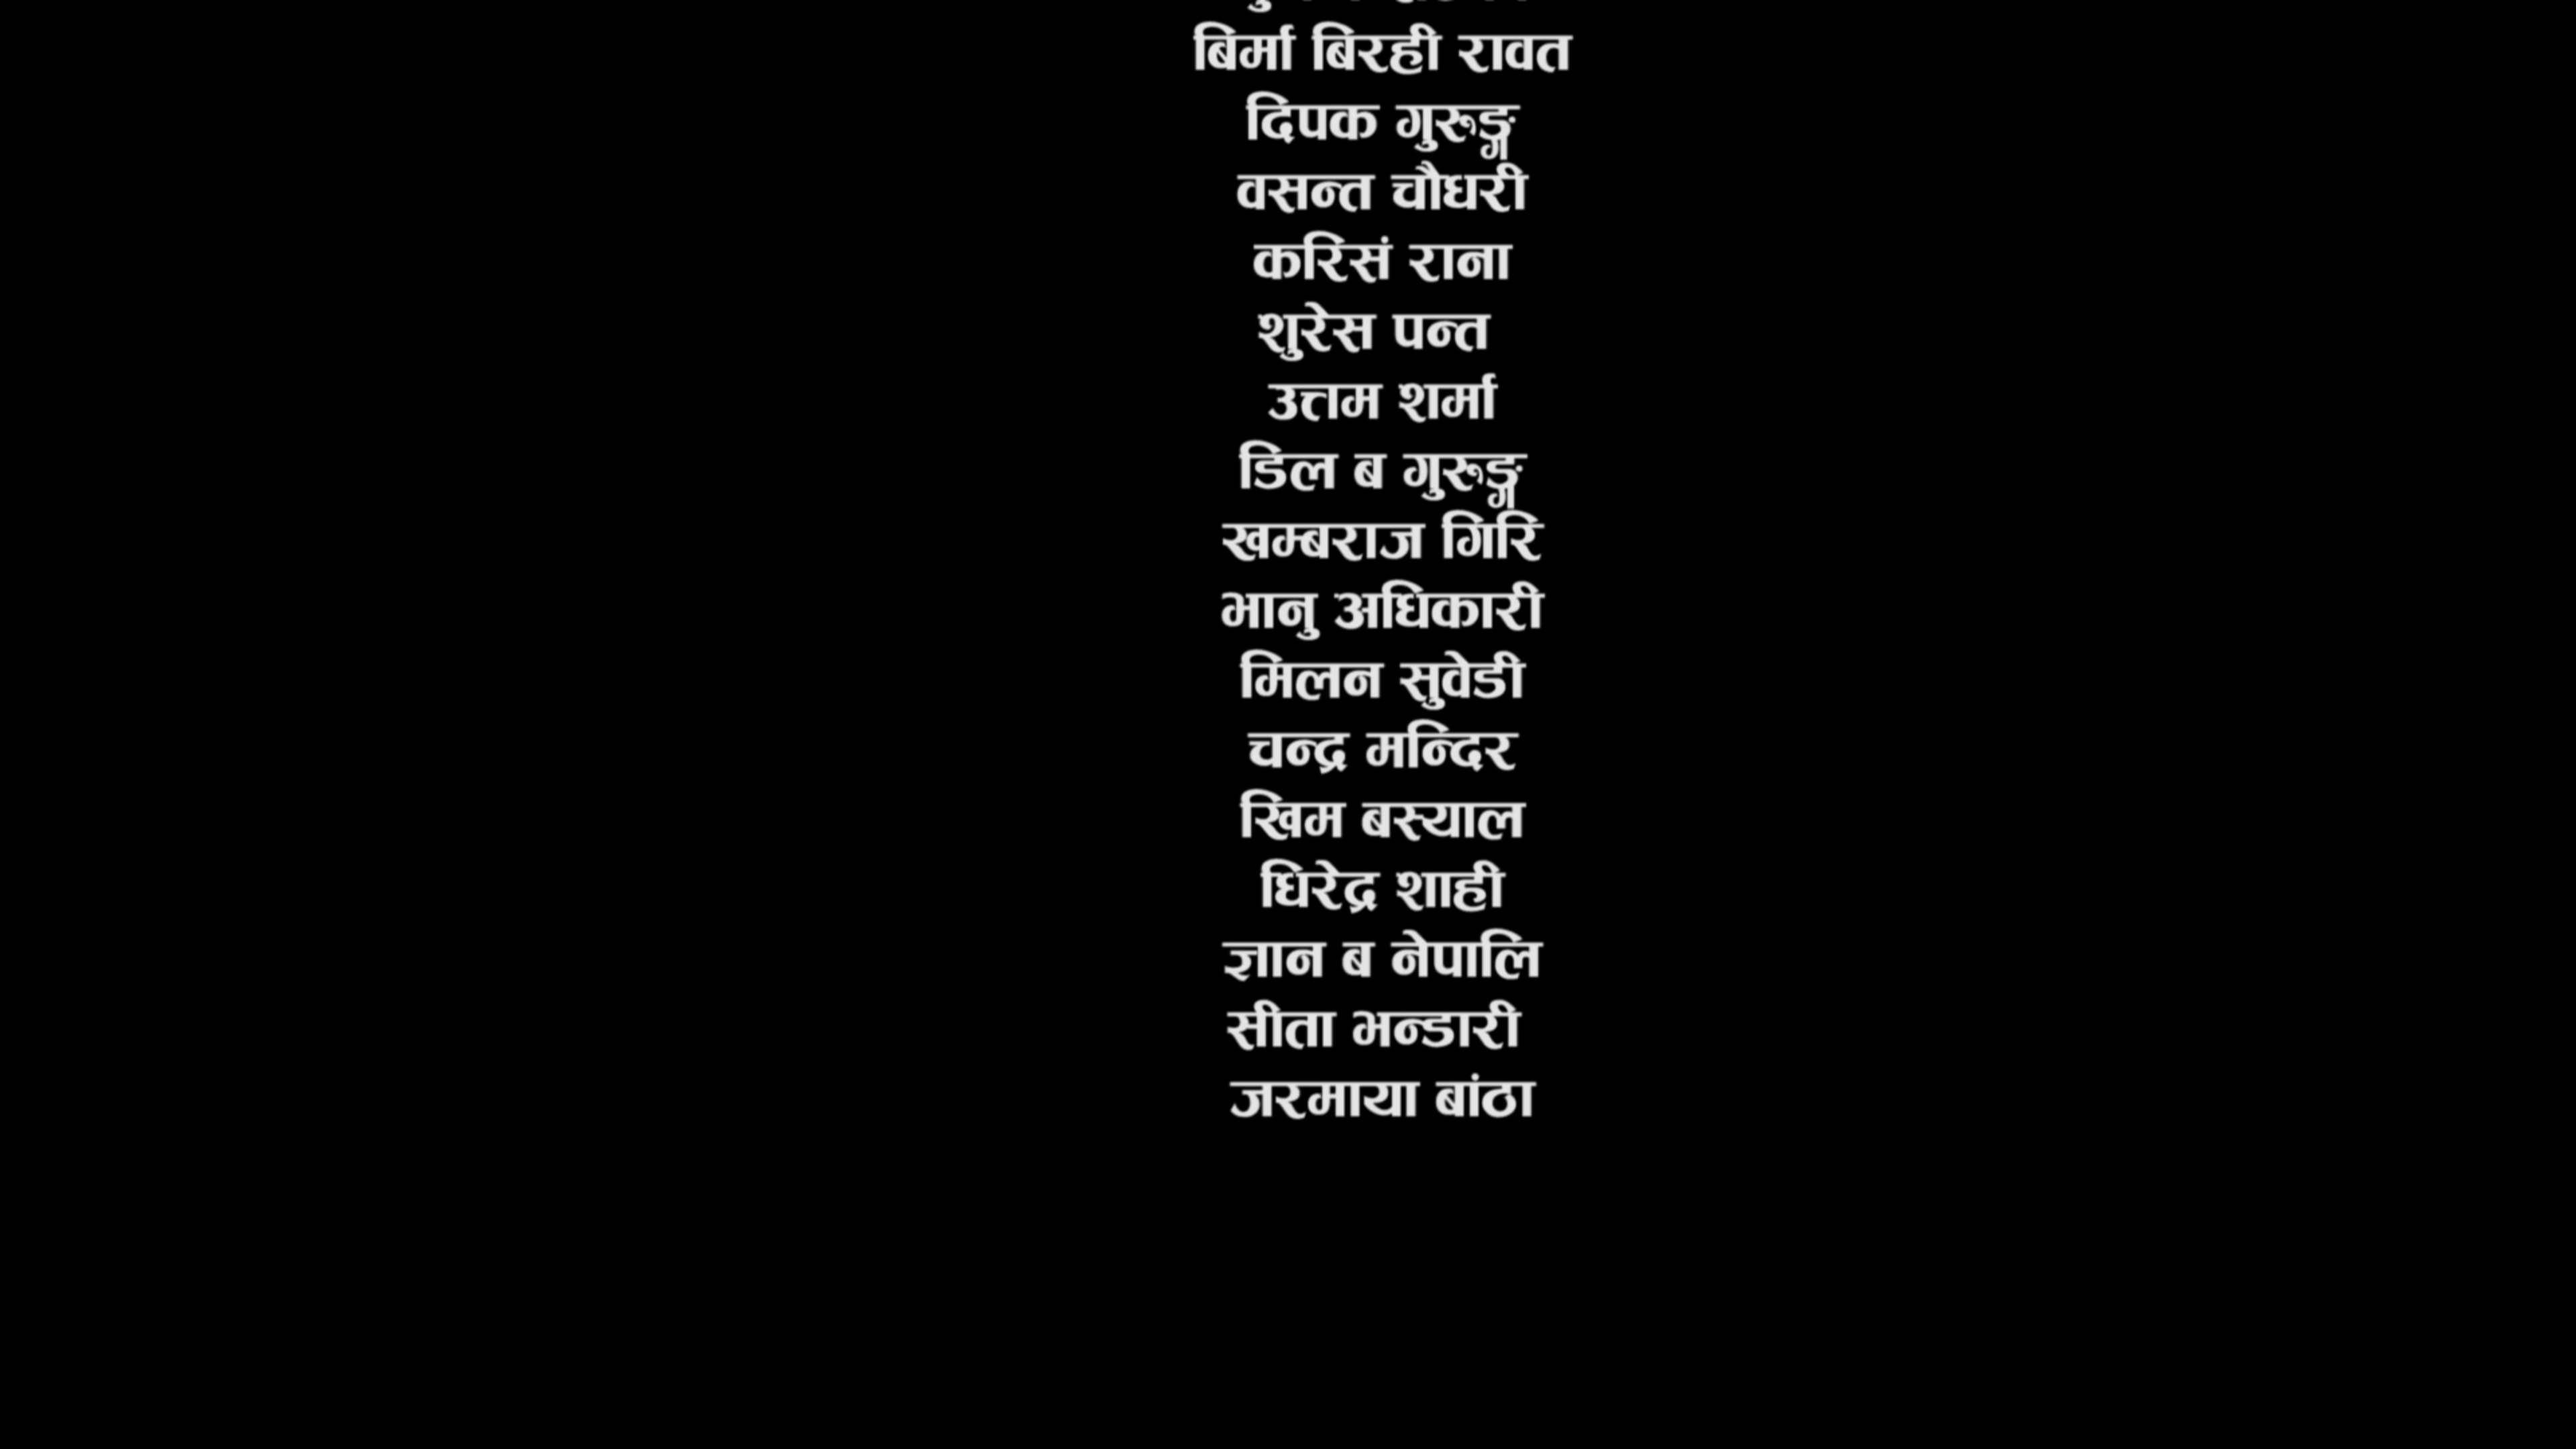 बिर्मा बिरही रावत
दिपक गुरुङ्ग
वसन्त चौधरी
करिसं राना
शुरेस पन्त
उत्तम शर्मा
डिल ब गुरुङ्ग
खम्बराज गिरि
भानु अधिकारी
मिलन सुवेडी
चन्द्र मन्दिर
खिम बस्याल
धिरेद्र शाही
ज्ञान ब नेपालि
सीता भन्डारी
जरमाया बांठा